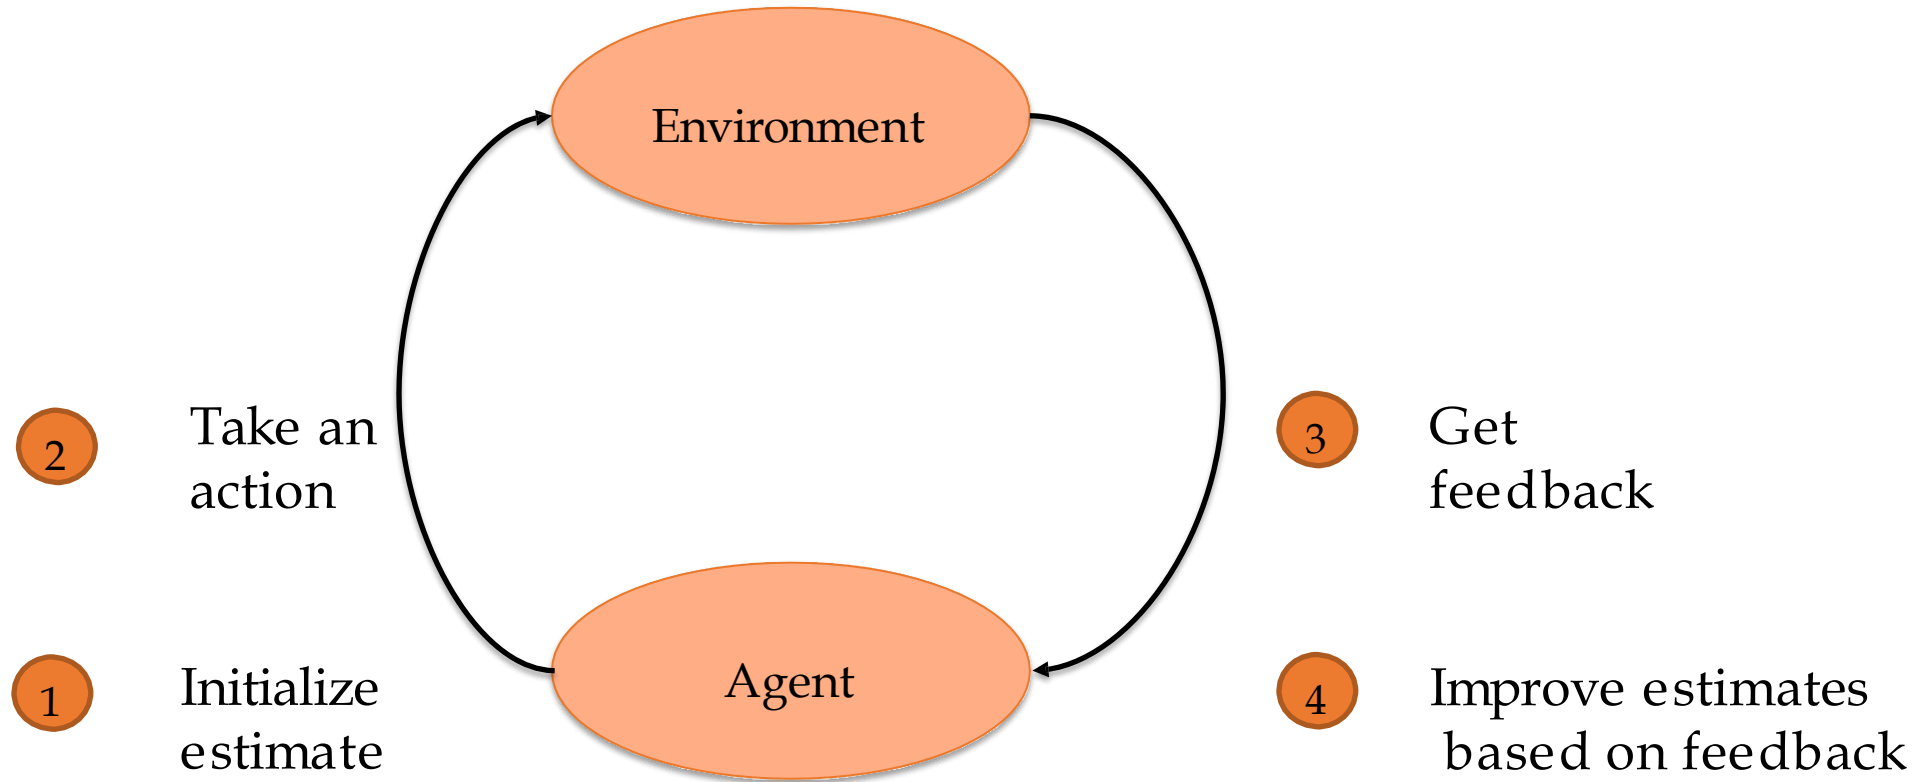 Environment
2
Take an
action
3
Get
feedback
Agent
1
Initialize
estimate
4
Improve estimates
based on feedback